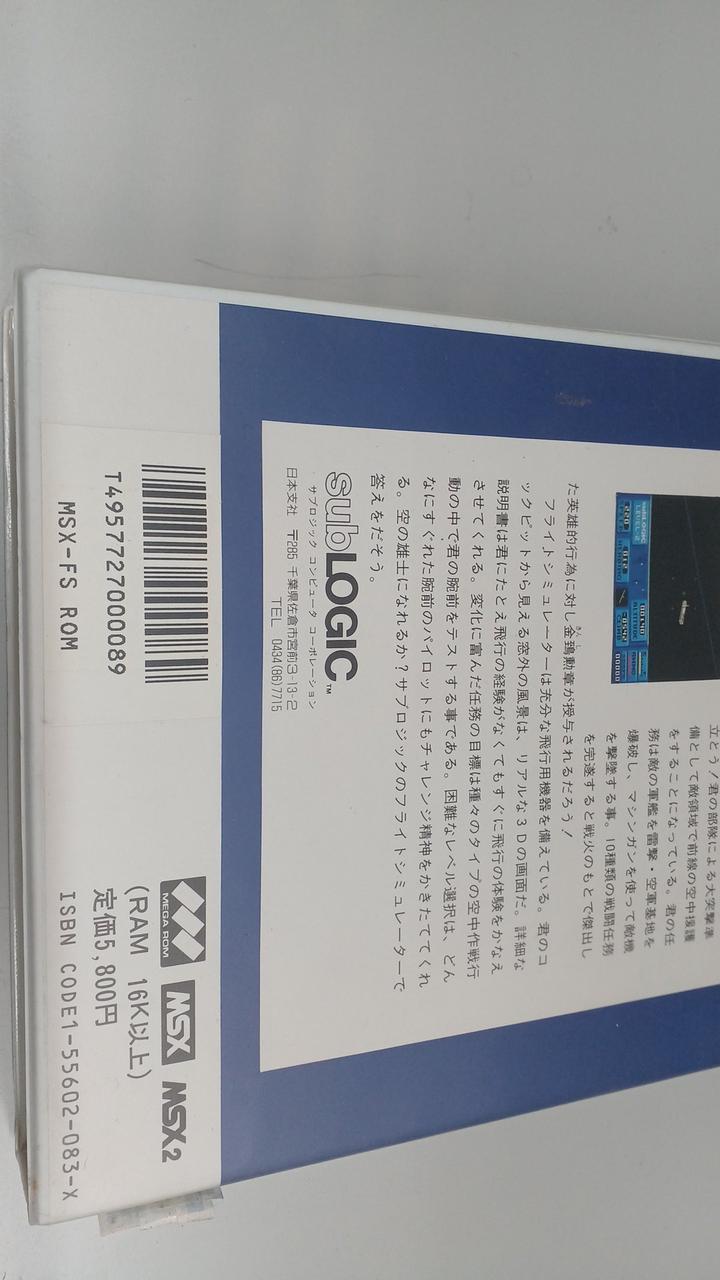 subLOGIC
LEVEL-2
220
012
00140
ALTITUDE
-0542
00000
立とう！君の部隊による大突撃準
備として敵領域で前線の空中援護
をすることになっている。君の任
務は敵の軍艦を雷撃・空軍基地を
爆破し、マシンガンを使って敵機
を撃墜する事。10種類の戦闘任務
を完遂すると戦火のもとで傑出し
た英雄的行為に対し金鵄勲章が授与されるだろう！
フライトシミュレーターは充分な飛行用機器を備えている。君のコ
ックピットから見える窓外の風景は、リアルな３Ｄの画面だ。詳細な
説明書は君にたとえ飛行の経験がなくてもすぐに飛行の体験をかなえ
させてくれる。変化に富んだ任務の目標は種々のタイプの空中作戦行
動の中で君の腕前をテストする事である。困難なレベル選択は、どん
なにすぐれた腕前のパイロットにもチャレンジ精神をかきたててくれ
る。空の雄士になれるか？サブロジックのフライトシミュレーターで
答えをだそう。
subLOGIC™
サブロジック コンピュータ コーポレーション
日本支社 〒285 千葉県佐倉市宮前3-13-2
TEL 0434(86)7715
T4957727000089
MSX-FS ROM
MEGA ROM
MSX
MSX2
(RAM 16K以上)
定価5,800円
ISBN CODE1-55602-083-X